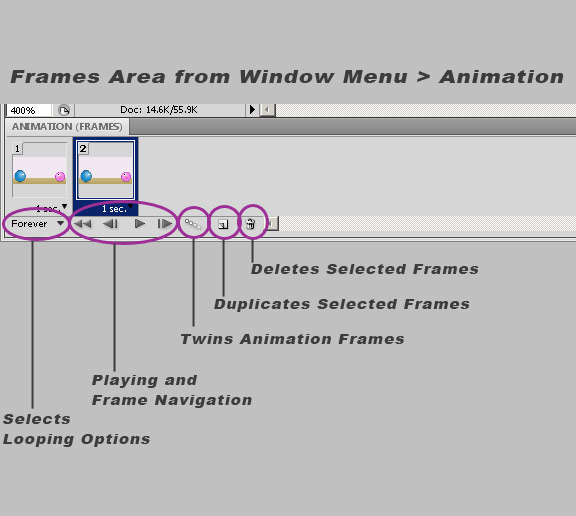 Frames Area from Window Menu > Animation
400%
Doc: 14.6K/55.9K
ANIMATION (FRAMES)
1
2
1 sec.
1 sec.
Forever
Deletes Selected Frames
Duplicates Selected Frames
Twins Animation Frames
Playing and
Frame Navigation
Selects
Looping Options